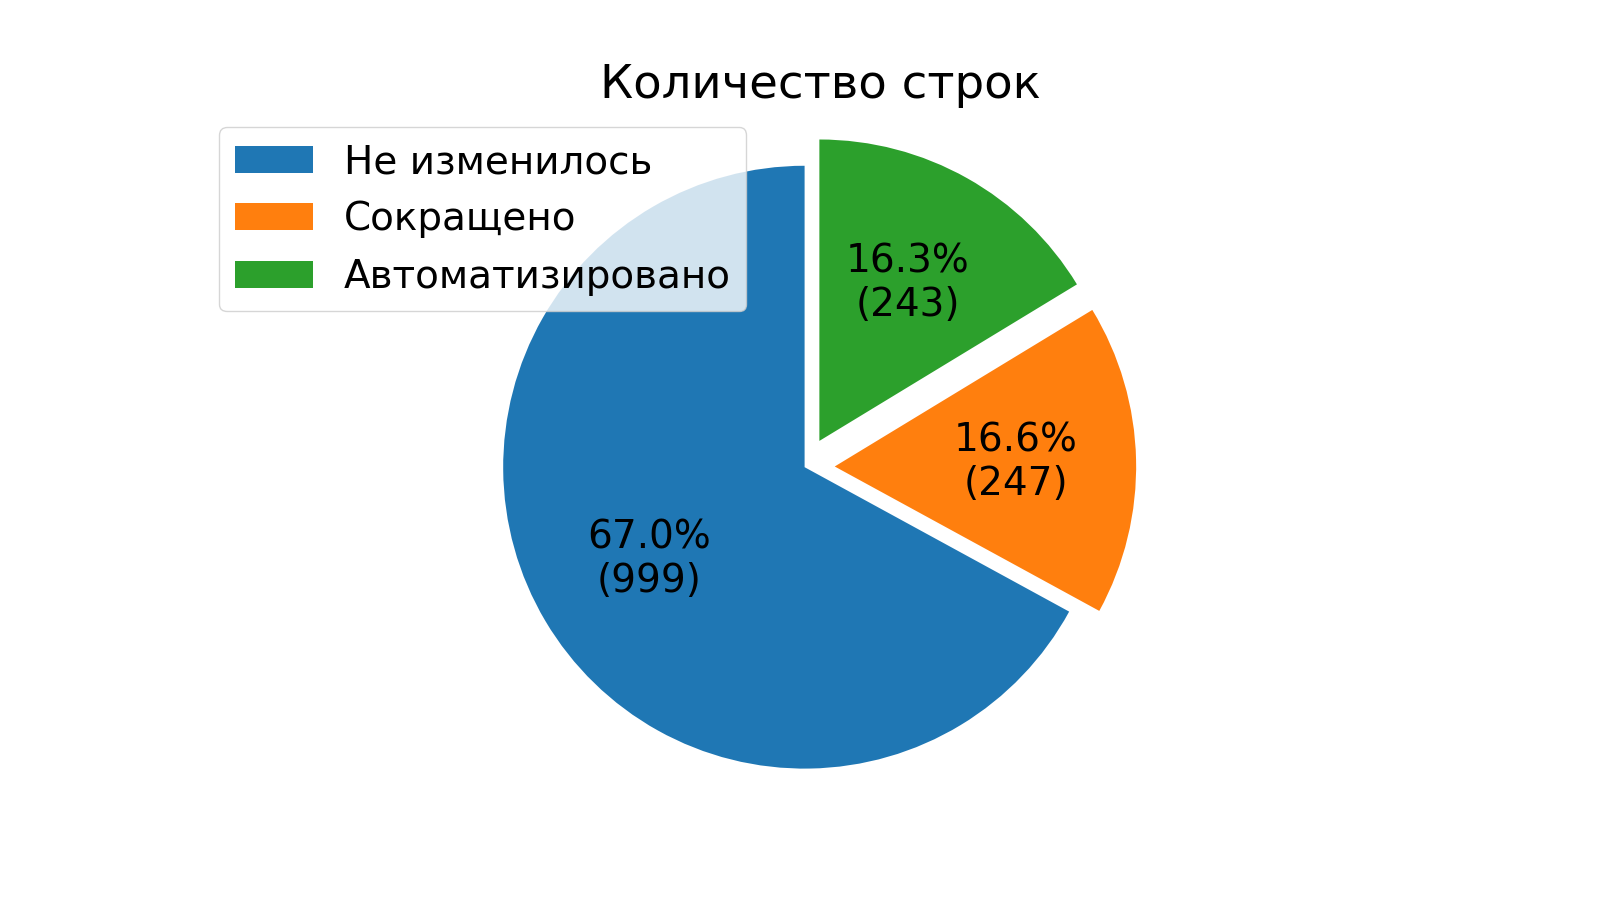 Количество строк
Не изменилось
Сокращено
Автоматизировано
16.3%
(243)
16.6%
(247)
67.0%
(999)